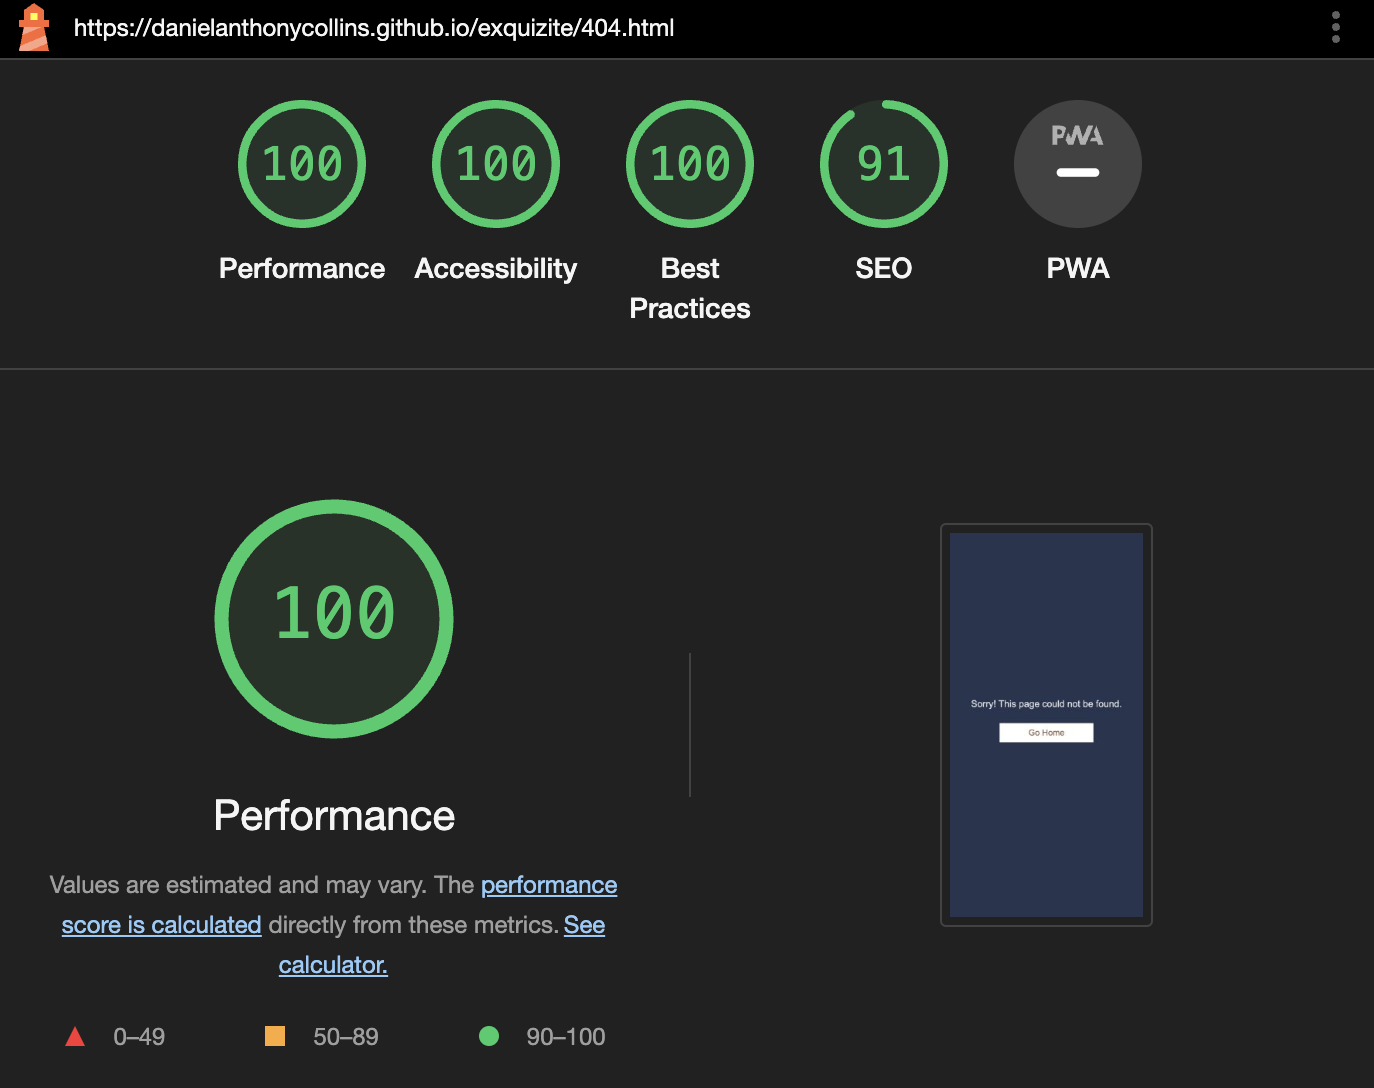 https://danielanthonycollins.github.io/exquizite/404.html
100
100
100
91
PWA
Performance
Accessibility
Best
Practices
SEO
PWA
100
Sorry! This page could not be found.
Go Home
Performance
Values are estimated and may vary. The performance
score is calculated directly from these metrics. See
calculator.
0–49
50–89
90–100